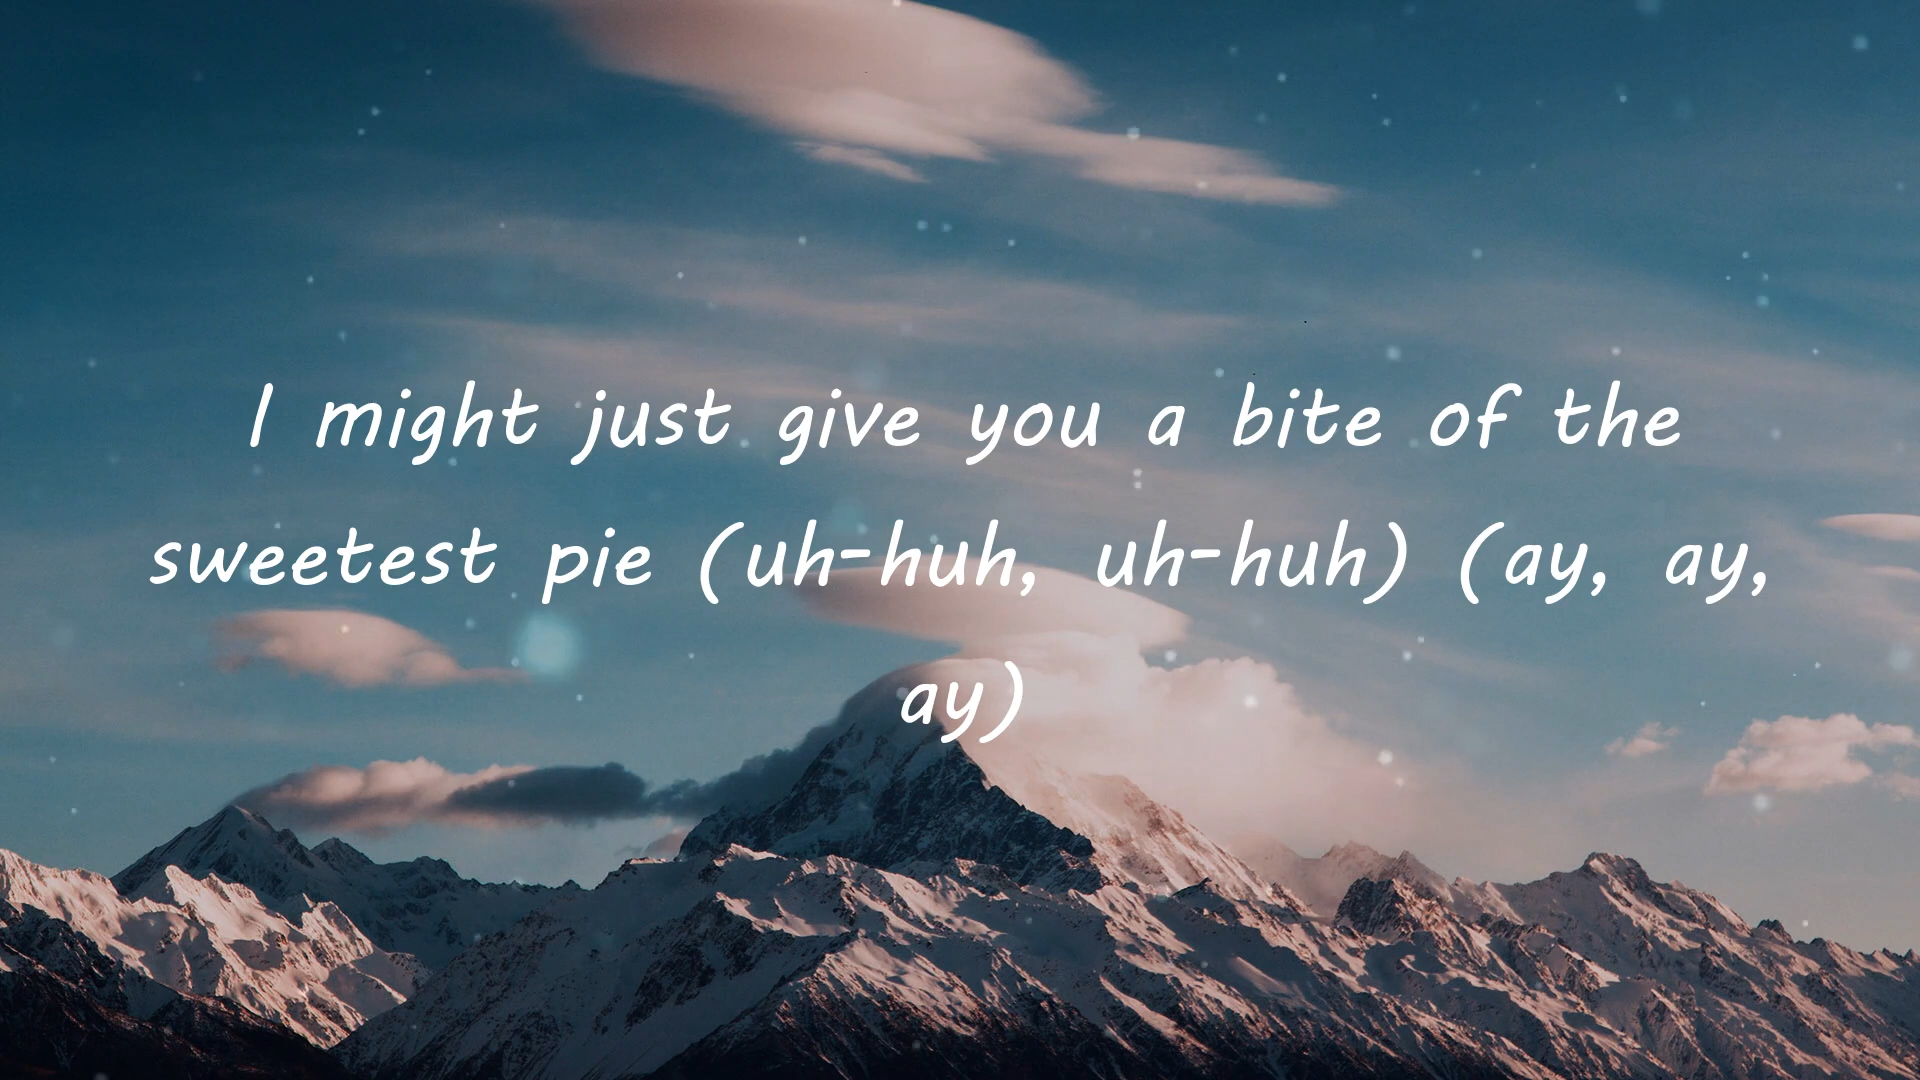 I might just give you a bite of the
sweetest pie (uh-huh, uh-huh) (ay, ay,
ay)